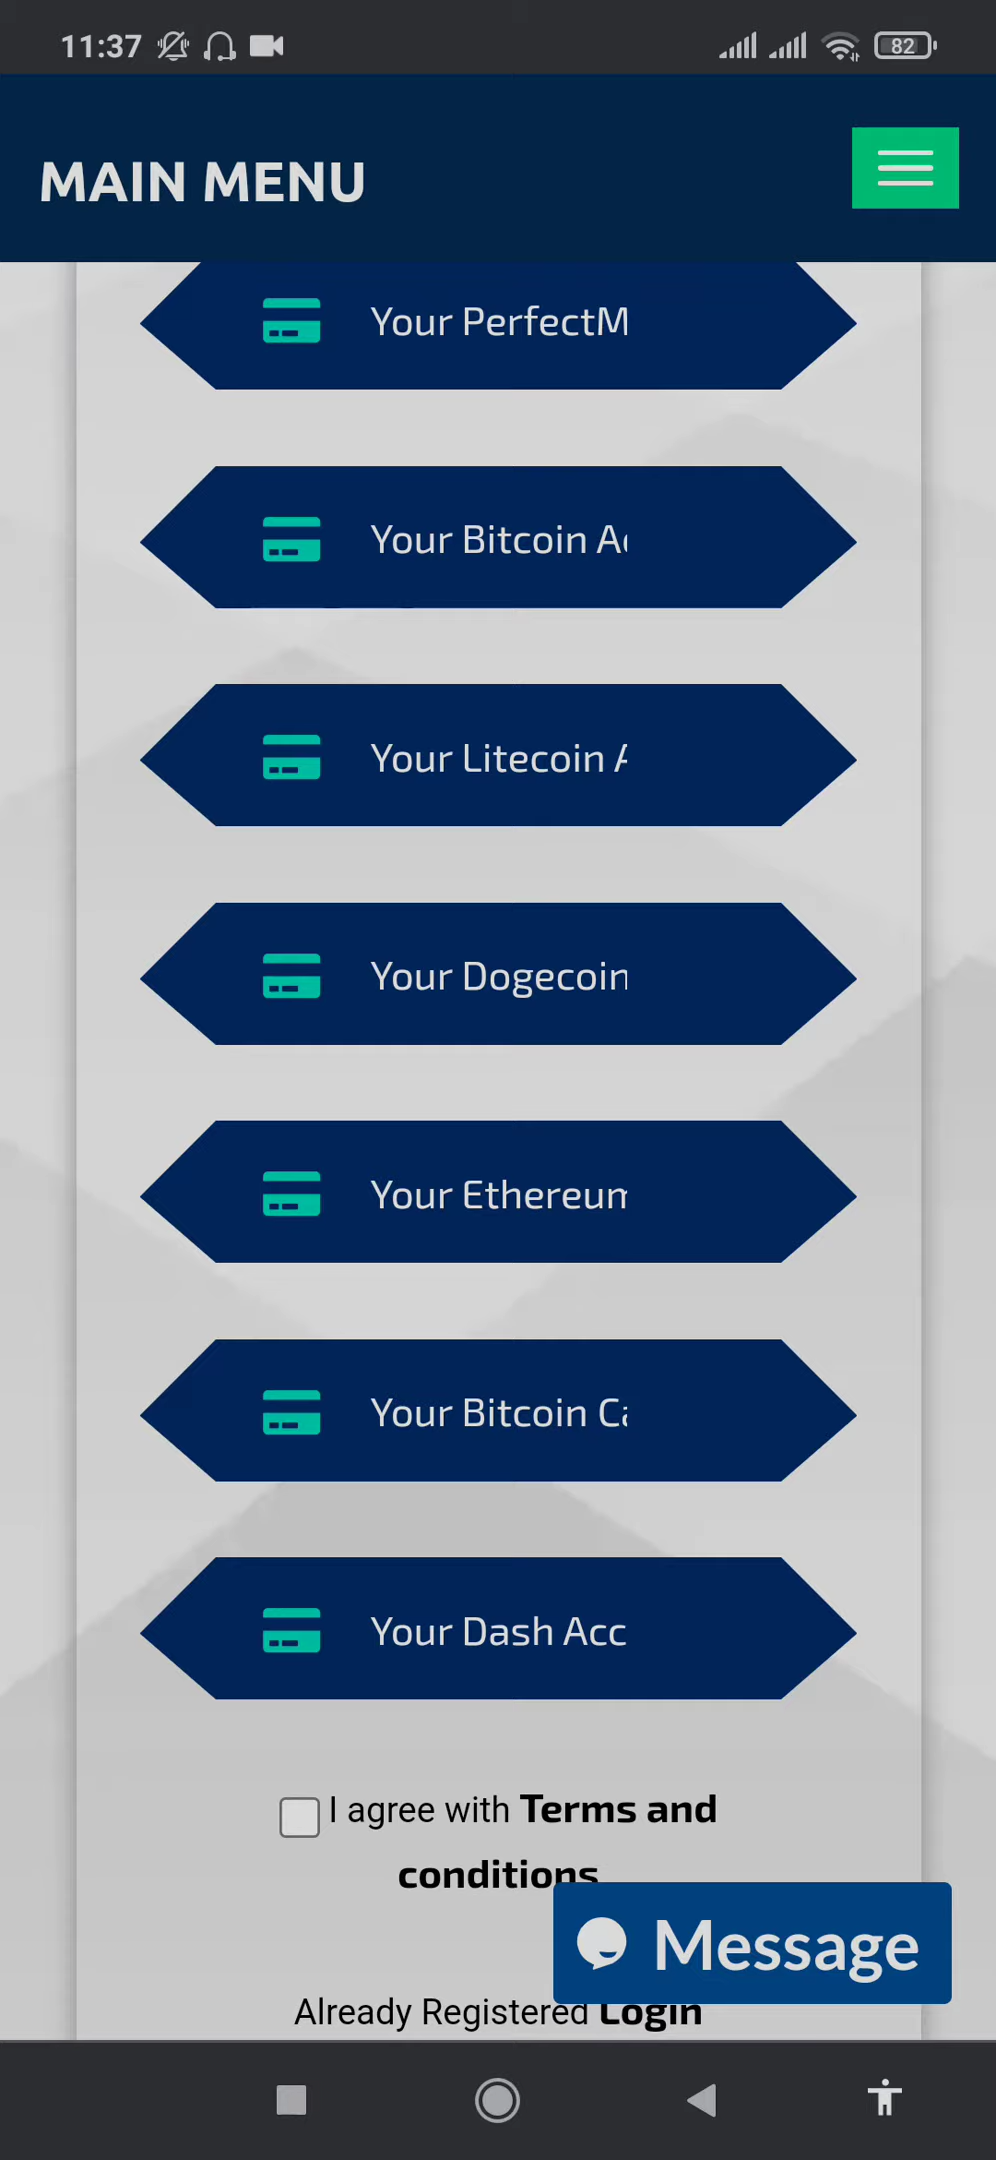 11:37
82
MAIN MENU
Your PerfectM
Your Bitcoin A
Your Litecoin A
Your Dogecoin
Your Ethereum
Your Bitcoin Ca
Your Dash Acc
I agree with Terms and
conditions
Message
Already Registered Login